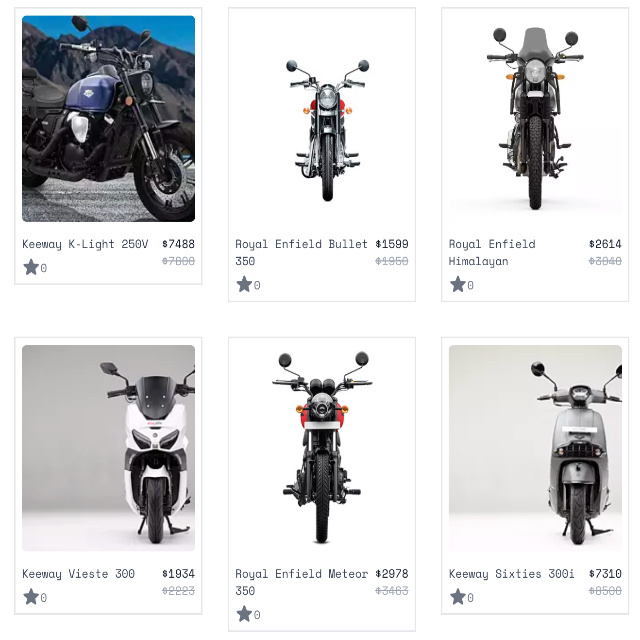 Keeway K-Light 250V $7488
$7800
0
Royal Enfield Bullet $1599
350 $1950
0
Royal Enfield $2614
Himalayan $3040
0
Keeway Vieste 300 $1934
$2223
0
Royal Enfield Meteor $2978
350 $3463
0
Keeway Sixties 300i $7310
$8500
0